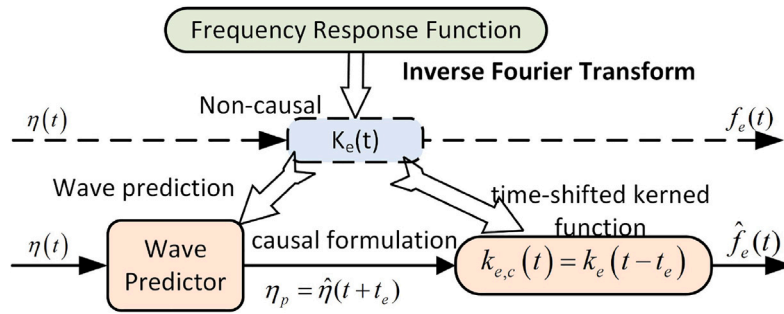 Frequency Response Function
Inverse Fourier Transform
Non-causal
η(t)
Kₑ(t)
fₑ(t)
Wave prediction
time-shifted kerned
function
η(t)
Wave
Predictor
causal formulation
ηₚ = η̂(t+tₑ)
k_{e,c}(t) = kₑ(t−tₑ)
f̂ₑ(t)